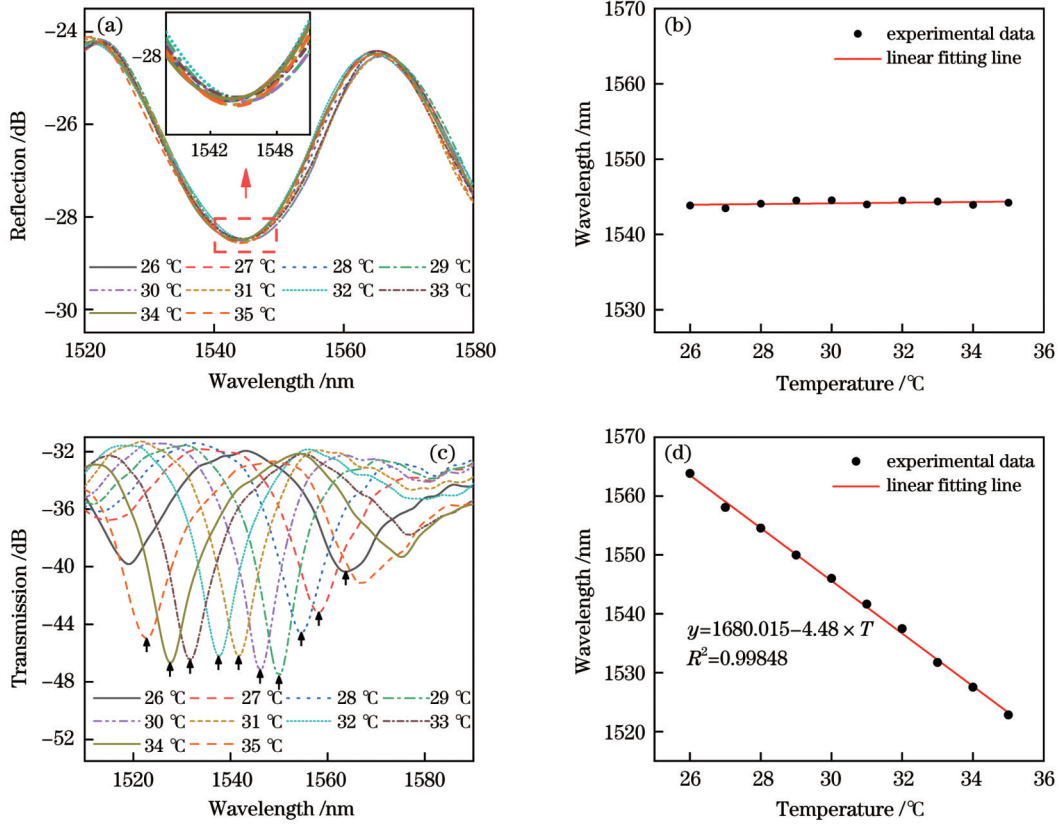 (a)
−24
−26
−28
−30
Reflection /dB
−28
1542 1548
26 ℃ 27 ℃ 28 ℃ 29 ℃
30 ℃ 31 ℃ 32 ℃ 33 ℃
34 ℃ 35 ℃
1520 1540 1560 1580
Wavelength /nm
(b)
experimental data
linear fitting line
1570
1560
1550
1540
1530
Wavelength /nm
26 28 30 32 34 36
Temperature /℃
(c)
−32
−36
−40
−44
−48
−52
Transmission /dB
26 ℃ 27 ℃ 28 ℃ 29 ℃
30 ℃ 31 ℃ 32 ℃ 33 ℃
34 ℃ 35 ℃
1520 1540 1560 1580
Wavelength /nm
(d)
experimental data
linear fitting line
1570
1560
1550
1540
1530
1520
Wavelength /nm
y=1680.015−4.48 × T
R²=0.99848
26 28 30 32 34 36
Temperature /℃